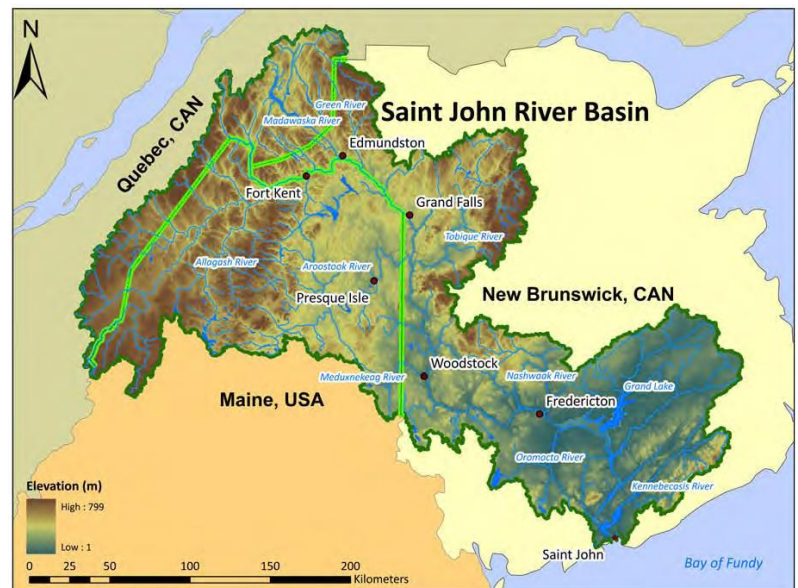 N
Quebec, CAN
Saint John River Basin
Green River
Madawaska River
Edmundston
Fort Kent
Grand Falls
Tobique River
Allagash River
Aroostook River
Presque Isle
New Brunswick, CAN
Woodstock
Meduxnekeag River
Nashwaak River
Grand Lake
Maine, USA
Fredericton
Oromocto River
Kennebecasis River
Elevation (m)
High : 799
Low : 1
Saint John
Bay of Fundy
0 25 50 100 150 200
Kilometers